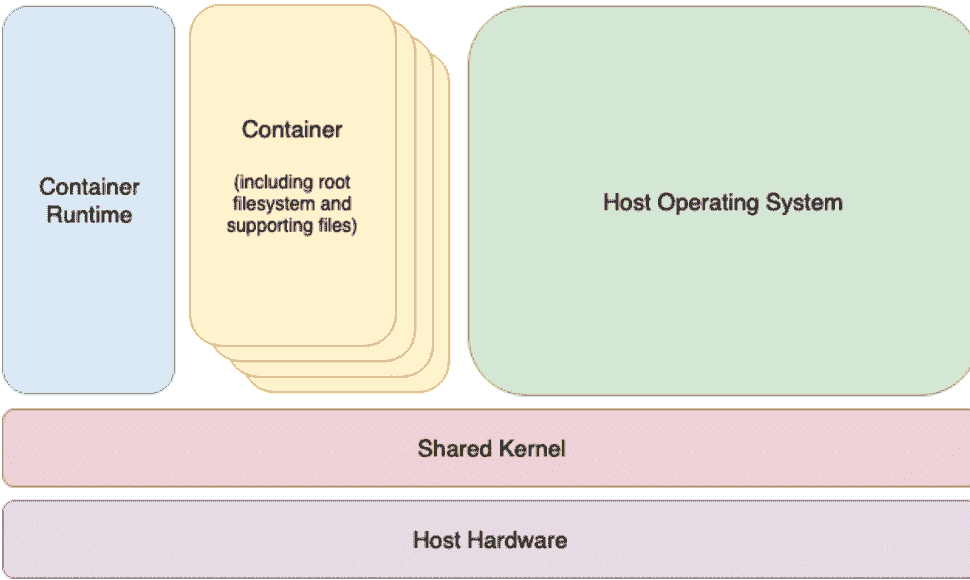 Container
Runtime
Container
(including root
filesystem and
supporting files)
Host Operating System
Shared Kernel
Host Hardware